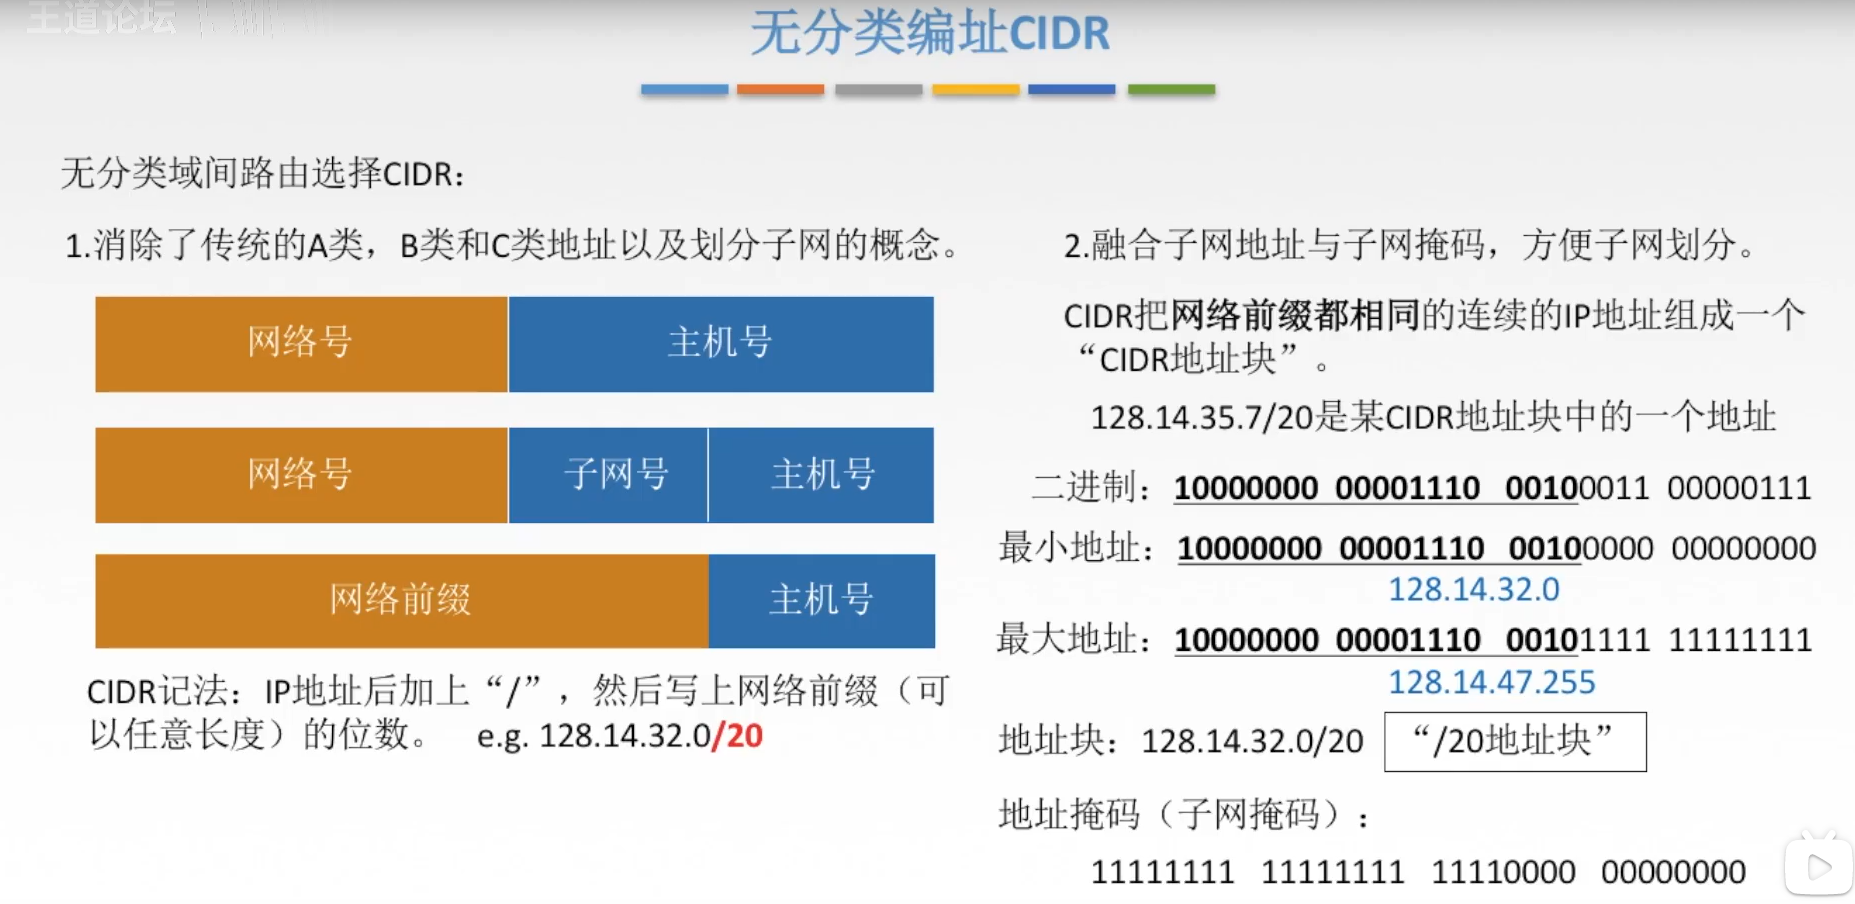 王道论坛
无分类编址CIDR
无分类域间路由选择CIDR：
1.消除了传统的A类，B类和C类地址以及划分子网的概念。
网络号 主机号
网络号 子网号 主机号
网络前缀 主机号
CIDR记法：IP地址后加上“/”，然后写上网络前缀（可
以任意长度）的位数。 e.g. 128.14.32.0/20
2.融合子网地址与子网掩码，方便子网划分。
CIDR把网络前缀都相同的连续的IP地址组成一个
“CIDR地址块”。
128.14.35.7/20是某CIDR地址块中的一个地址
二进制：10000000 00001110 00100011 00000111
最小地址：10000000 00001110 00100000 00000000
128.14.32.0
最大地址：10000000 00001110 00101111 11111111
128.14.47.255
地址块：128.14.32.0/20 “/20地址块”
地址掩码（子网掩码）：
11111111 11111111 11110000 00000000